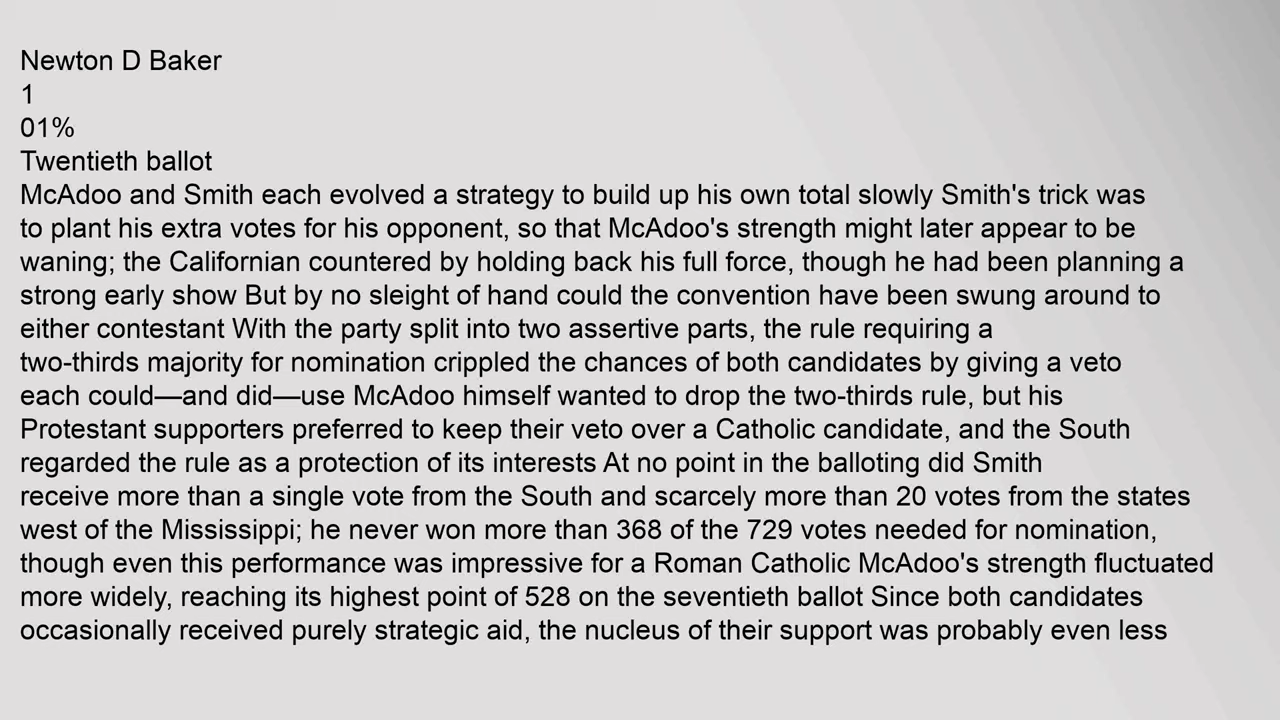 Newton D Baker
1
01%
Twentieth ballot
McAdoo and Smith each evolved a strategy to build up his own total slowly Smith's trick was
to plant his extra votes for his opponent, so that McAdoo's strength might later appear to be
waning; the Californian countered by holding back his full force, though he had been planning a
strong early show But by no sleight of hand could the convention have been swung around to
either contestant With the party split into two assertive parts, the rule requiring a
two-thirds majority for nomination crippled the chances of both candidates by giving a veto
each could—and did—use McAdoo himself wanted to drop the two-thirds rule, but his
Protestant supporters preferred to keep their veto over a Catholic candidate, and the South
regarded the rule as a protection of its interests At no point in the balloting did Smith
receive more than a single vote from the South and scarcely more than 20 votes from the states
west of the Mississippi; he never won more than 368 of the 729 votes needed for nomination,
though even this performance was impressive for a Roman Catholic McAdoo's strength fluctuated
more widely, reaching its highest point of 528 on the seventieth ballot Since both candidates
occasionally received purely strategic aid, the nucleus of their support was probably even less